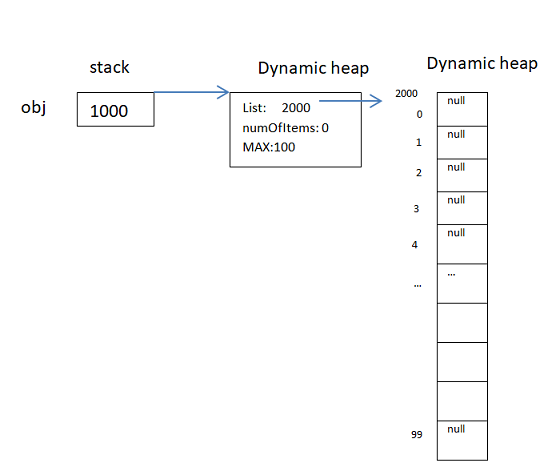 stack
Dynamic heap
Dynamic heap
obj
1000
List: 2000
numOfItems: 0
MAX:100
2000
0
null
1
null
2
null
3
null
4
null
...
...
99
null